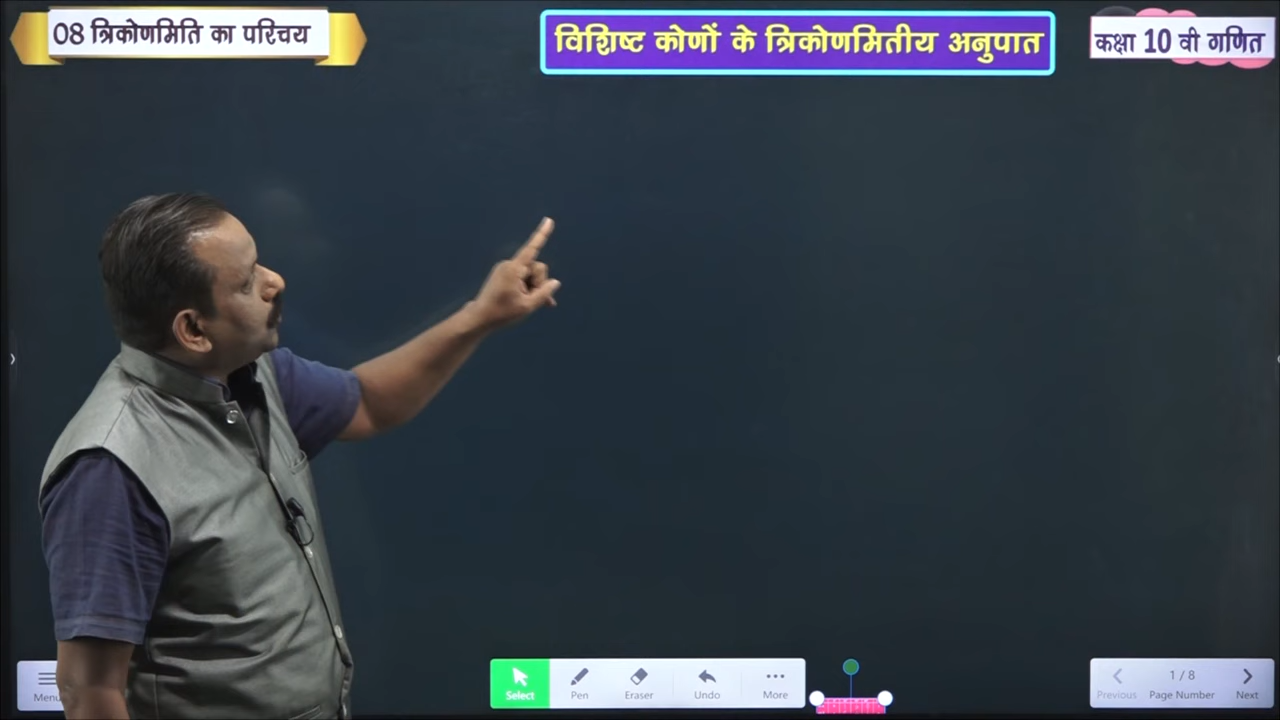 08 त्रिकोणमिति का परिचय
विशिष्ट कोणों के त्रिकोणमितीय अनुपात
कक्षा 10 वी गणित
Menu
Select
Pen
Eraser
Undo
More
Previous
1 / 8
Page Number
Next